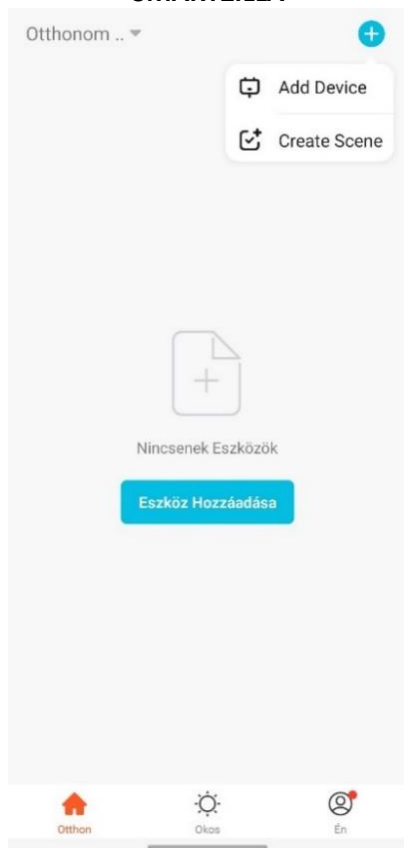 Otthonom ..
Add Device
Create Scene
Nincsenek Eszközök
Eszköz Hozzáadása
Otthon
Okos
Én